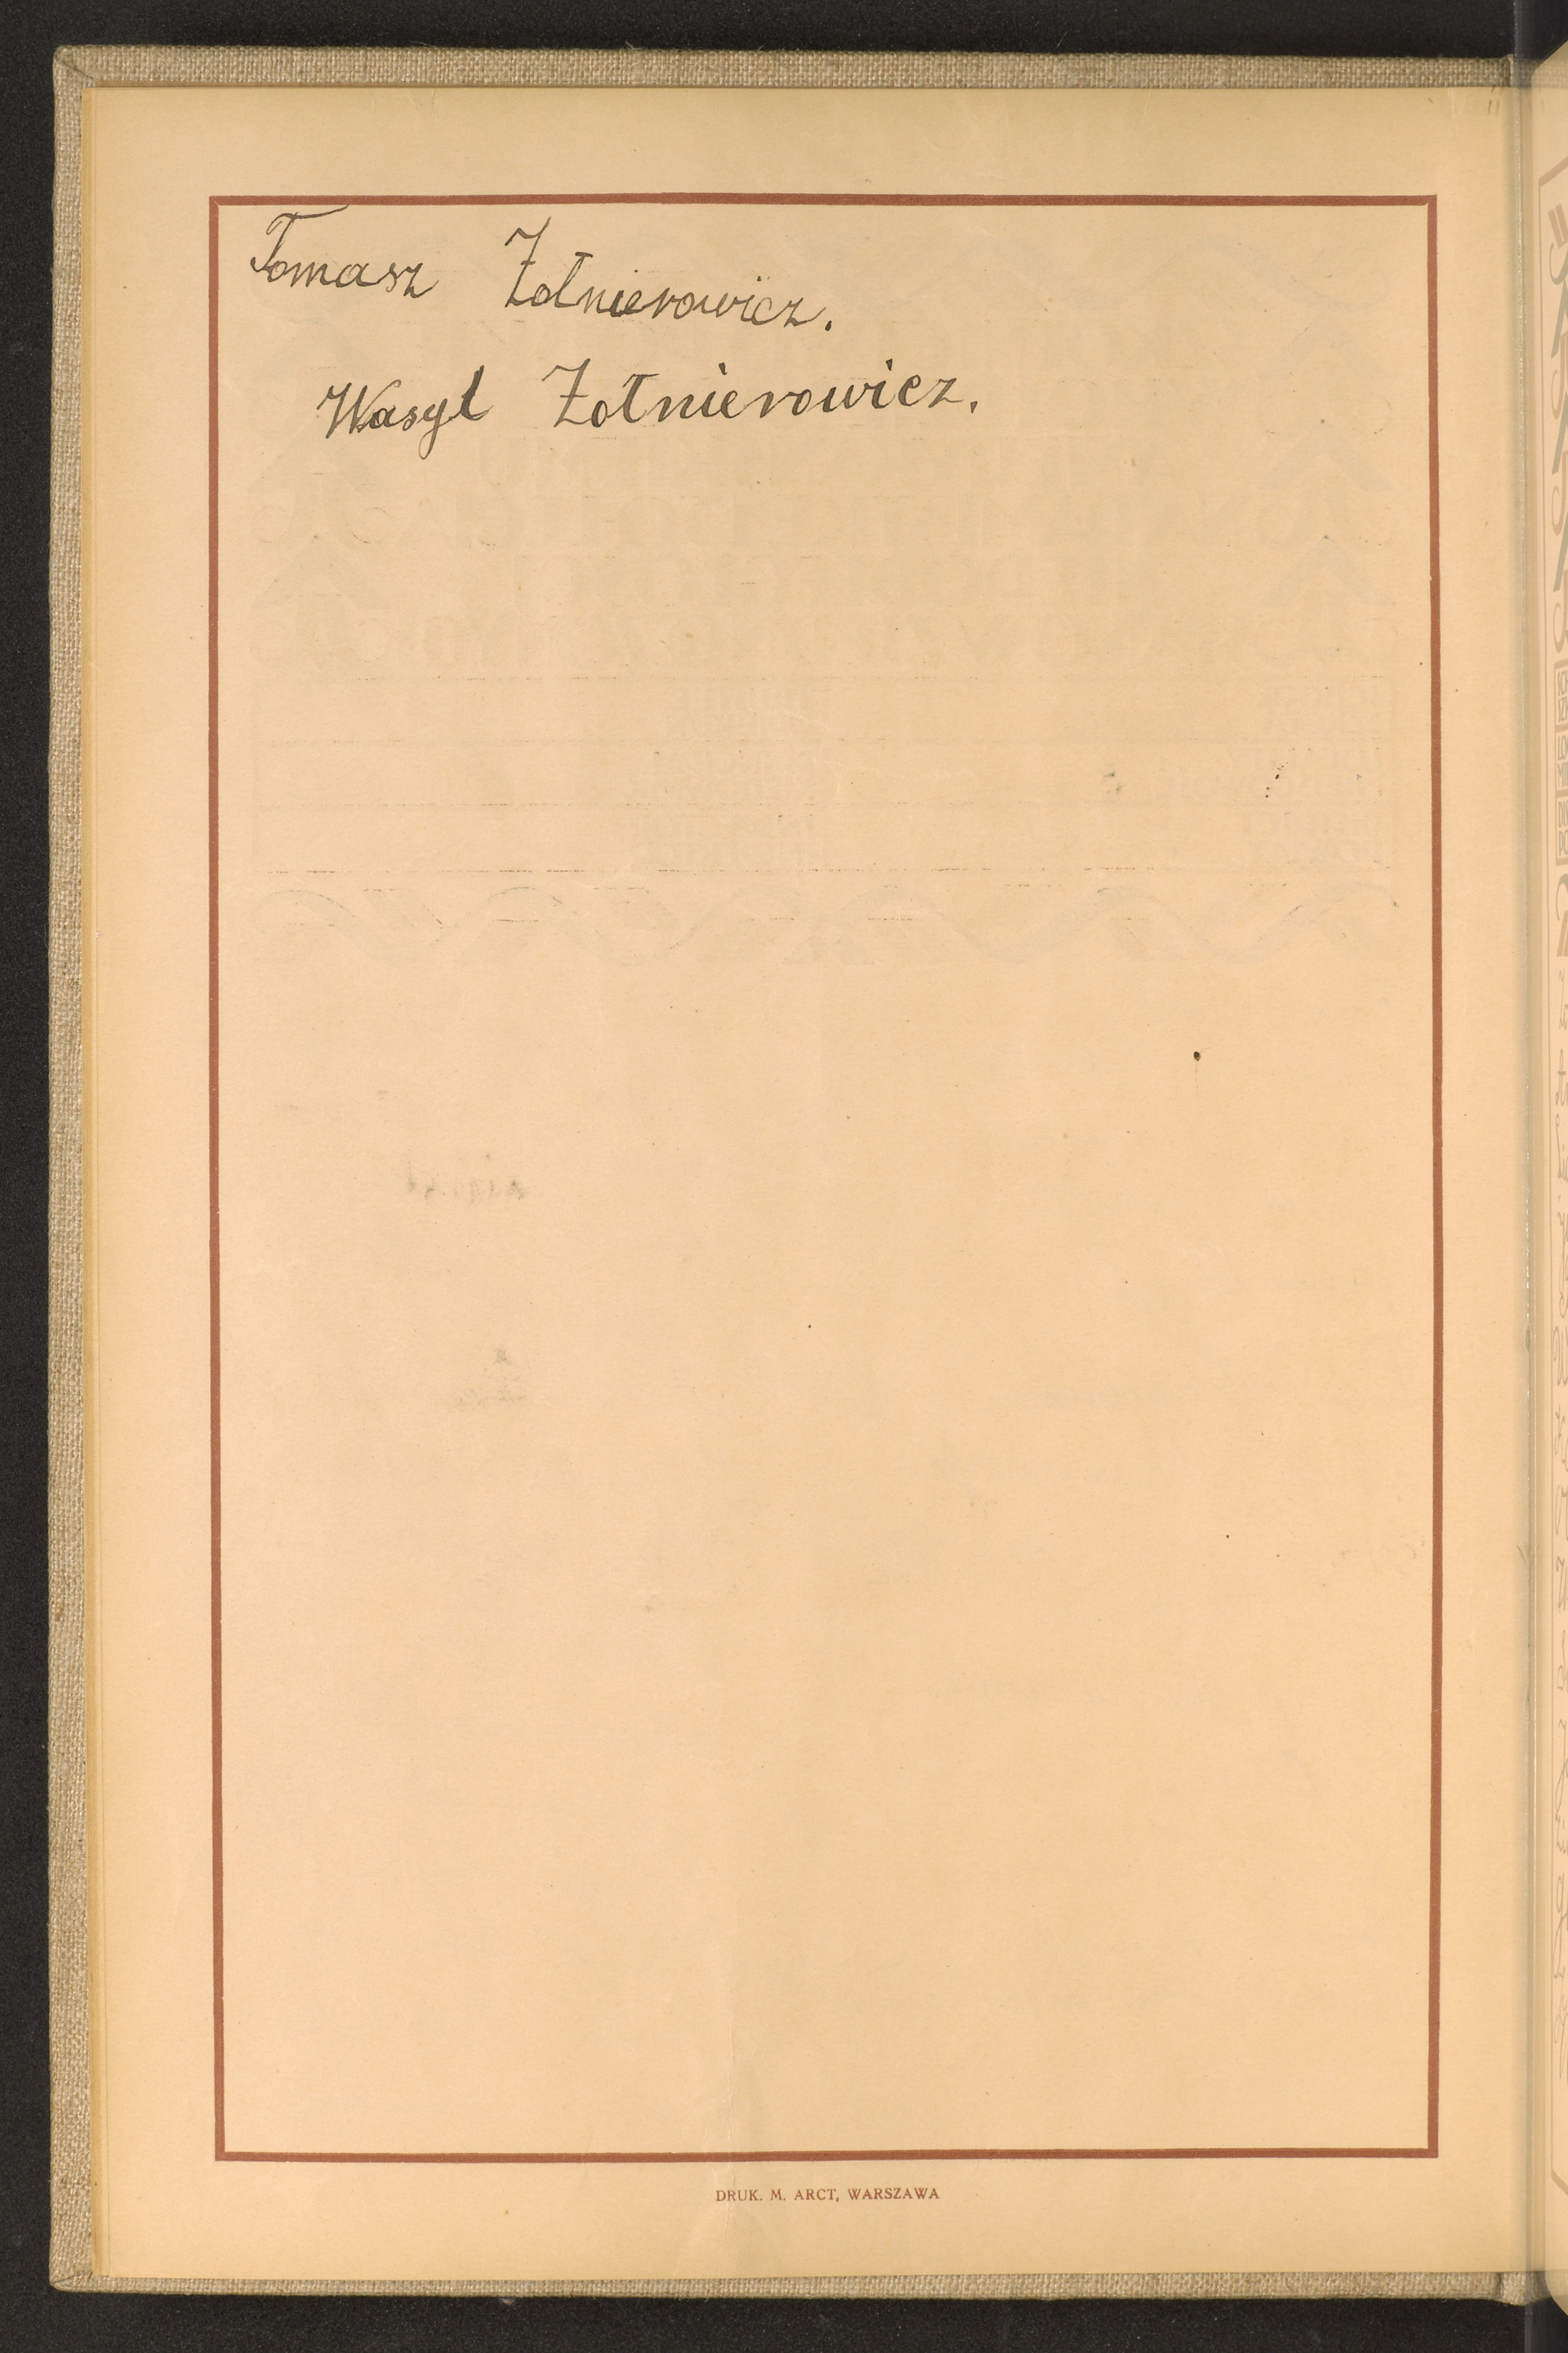 Tomasz Żołnierowicz.
Wasyl Żołnierowicz.
DRUK. M. ARCT, WARSZAWA